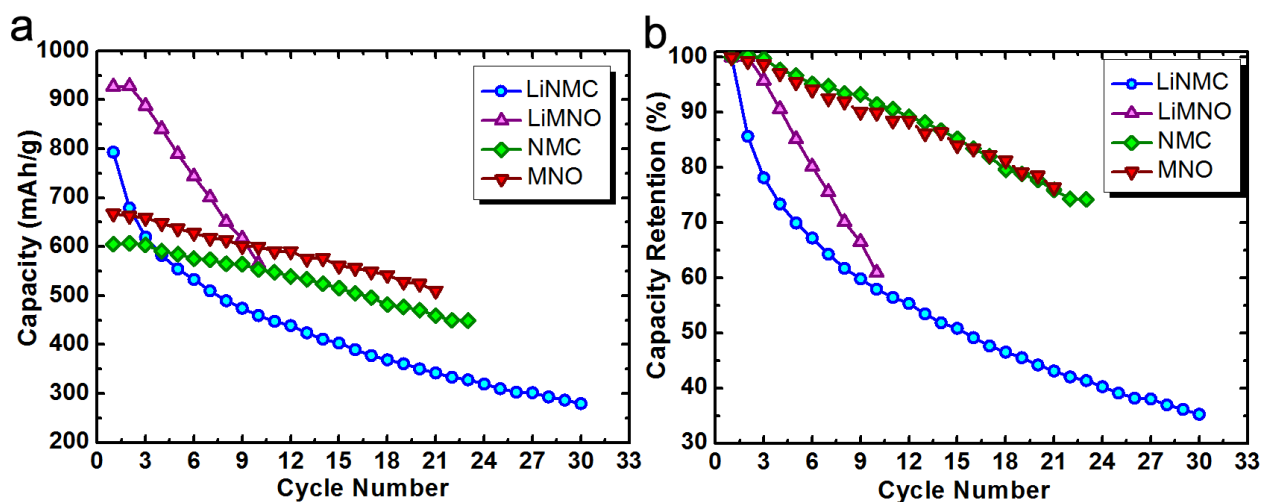 a
Capacity (mAh/g)
1000
900
800
700
600
500
400
300
200
LiNMC
LiMNO
NMC
MNO
0 3 6 9 12 15 18 21 24 27 30 33
Cycle Number
b
Capacity Retention (%)
100
90
80
70
60
50
40
30
LiNMC
LiMNO
NMC
MNO
0 3 6 9 12 15 18 21 24 27 30 33
Cycle Number